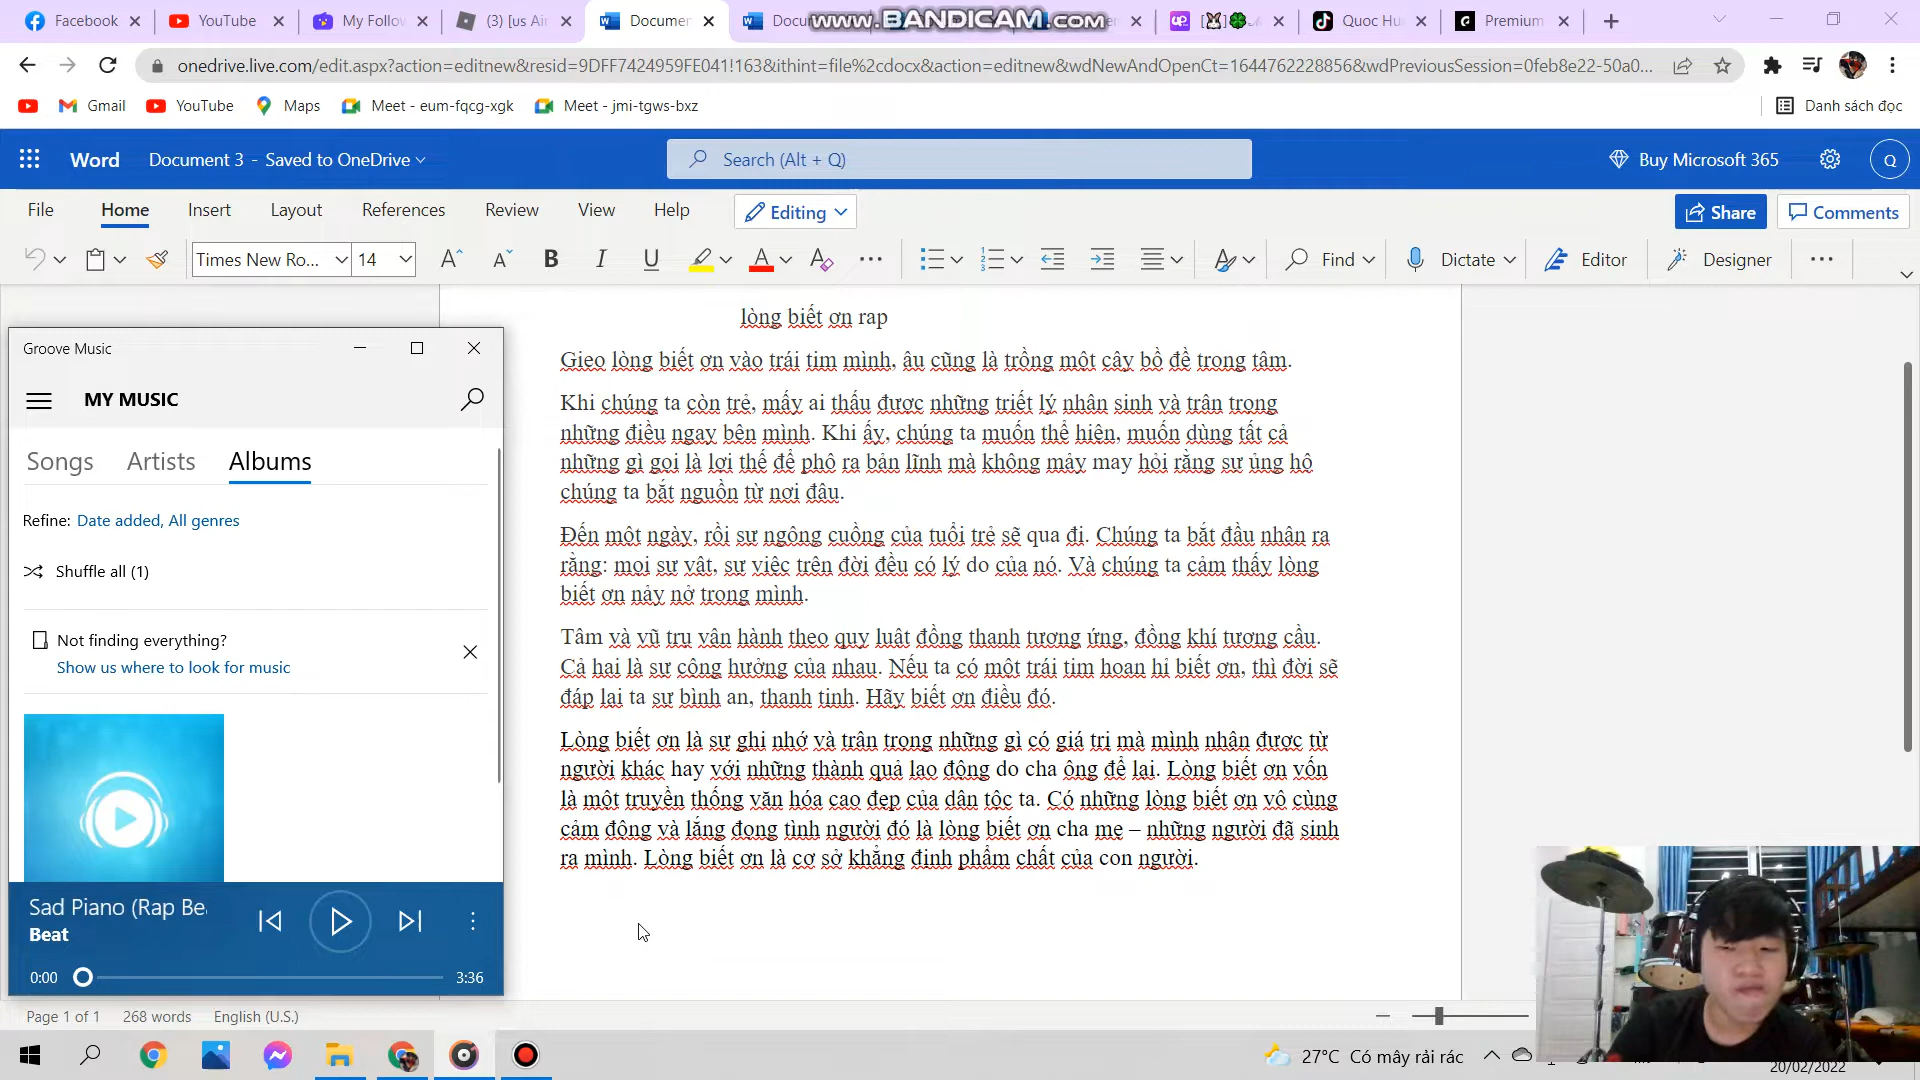 Facebook
YouTube
My Follow
(3) [us Air
Documen
Docu
www.BANDICAM.com
Quoc Hu
Premium
onedrive.live.com/edit.aspx?action=editnew&resid=9DFF7424959FE041!163&ithint=file%2cdocx&action=editnew&wdNewAndOpenCt=1644762228856&wdPreviousSession=0feb8e22-50a0...
Gmail
YouTube
Maps
Meet - eum-fqcg-xgk
Meet - jmi-tgws-bxz
Danh sách đọc
Word
Document 3 - Saved to OneDrive
Search (Alt + Q)
Buy Microsoft 365
Q
File
Home
Insert
Layout
References
Review
View
Help
Editing
Share
Comments
Times New Ro...
14
Find
Dictate
Editor
Designer
lòng biết ơn rap
Gieo lòng biết ơn vào trái tim mình, âu cũng là trồng một cây bồ đề trong tâm.
Khi chúng ta còn trẻ, mấy ai thấu được những triết lý nhân sinh và trân trọng
những điều ngay bên mình. Khi ấy, chúng ta muốn thể hiện, muốn dùng tất cả
những gì gọi là lợi thế để phô ra bản lĩnh mà không mảy may hỏi rằng sự ủng hộ
chúng ta bắt nguồn từ nơi đâu.
Đến một ngày, rồi sự ngông cuồng của tuổi trẻ sẽ qua đi. Chúng ta bắt đầu nhận ra
rằng: mọi sự vật, sự việc trên đời đều có lý do của nó. Và chúng ta cảm thấy lòng
biết ơn nảy nở trong mình.
Tâm và vũ trụ vận hành theo quy luật đồng thanh tương ứng, đồng khí tương cầu.
Cả hai là sự cộng hưởng của nhau. Nếu ta có một trái tim hoan hỉ biết ơn, thì đời sẽ
đáp lại ta sự bình an, thanh tịnh. Hãy biết ơn điều đó.
Lòng biết ơn là sự ghi nhớ và trân trọng những gì có giá trị mà mình nhận được từ
người khác hay với những thành quả lao động do cha ông để lại. Lòng biết ơn vốn
là một truyền thống văn hóa cao đẹp của dân tộc ta. Có những lòng biết ơn vô cùng
cảm động và lắng đọng tình người đó là lòng biết ơn cha mẹ – những người đã sinh
ra mình. Lòng biết ơn là cơ sở khẳng định phẩm chất của con người.
Groove Music
MY MUSIC
Songs
Artists
Albums
Refine: Date added, All genres
Shuffle all (1)
Not finding everything?
Show us where to look for music
Sad Piano (Rap Be
Beat
0:00
3:36
Page 1 of 1
268 words
English (U.S.)
27°C Có mây rải rác
20/02/2022